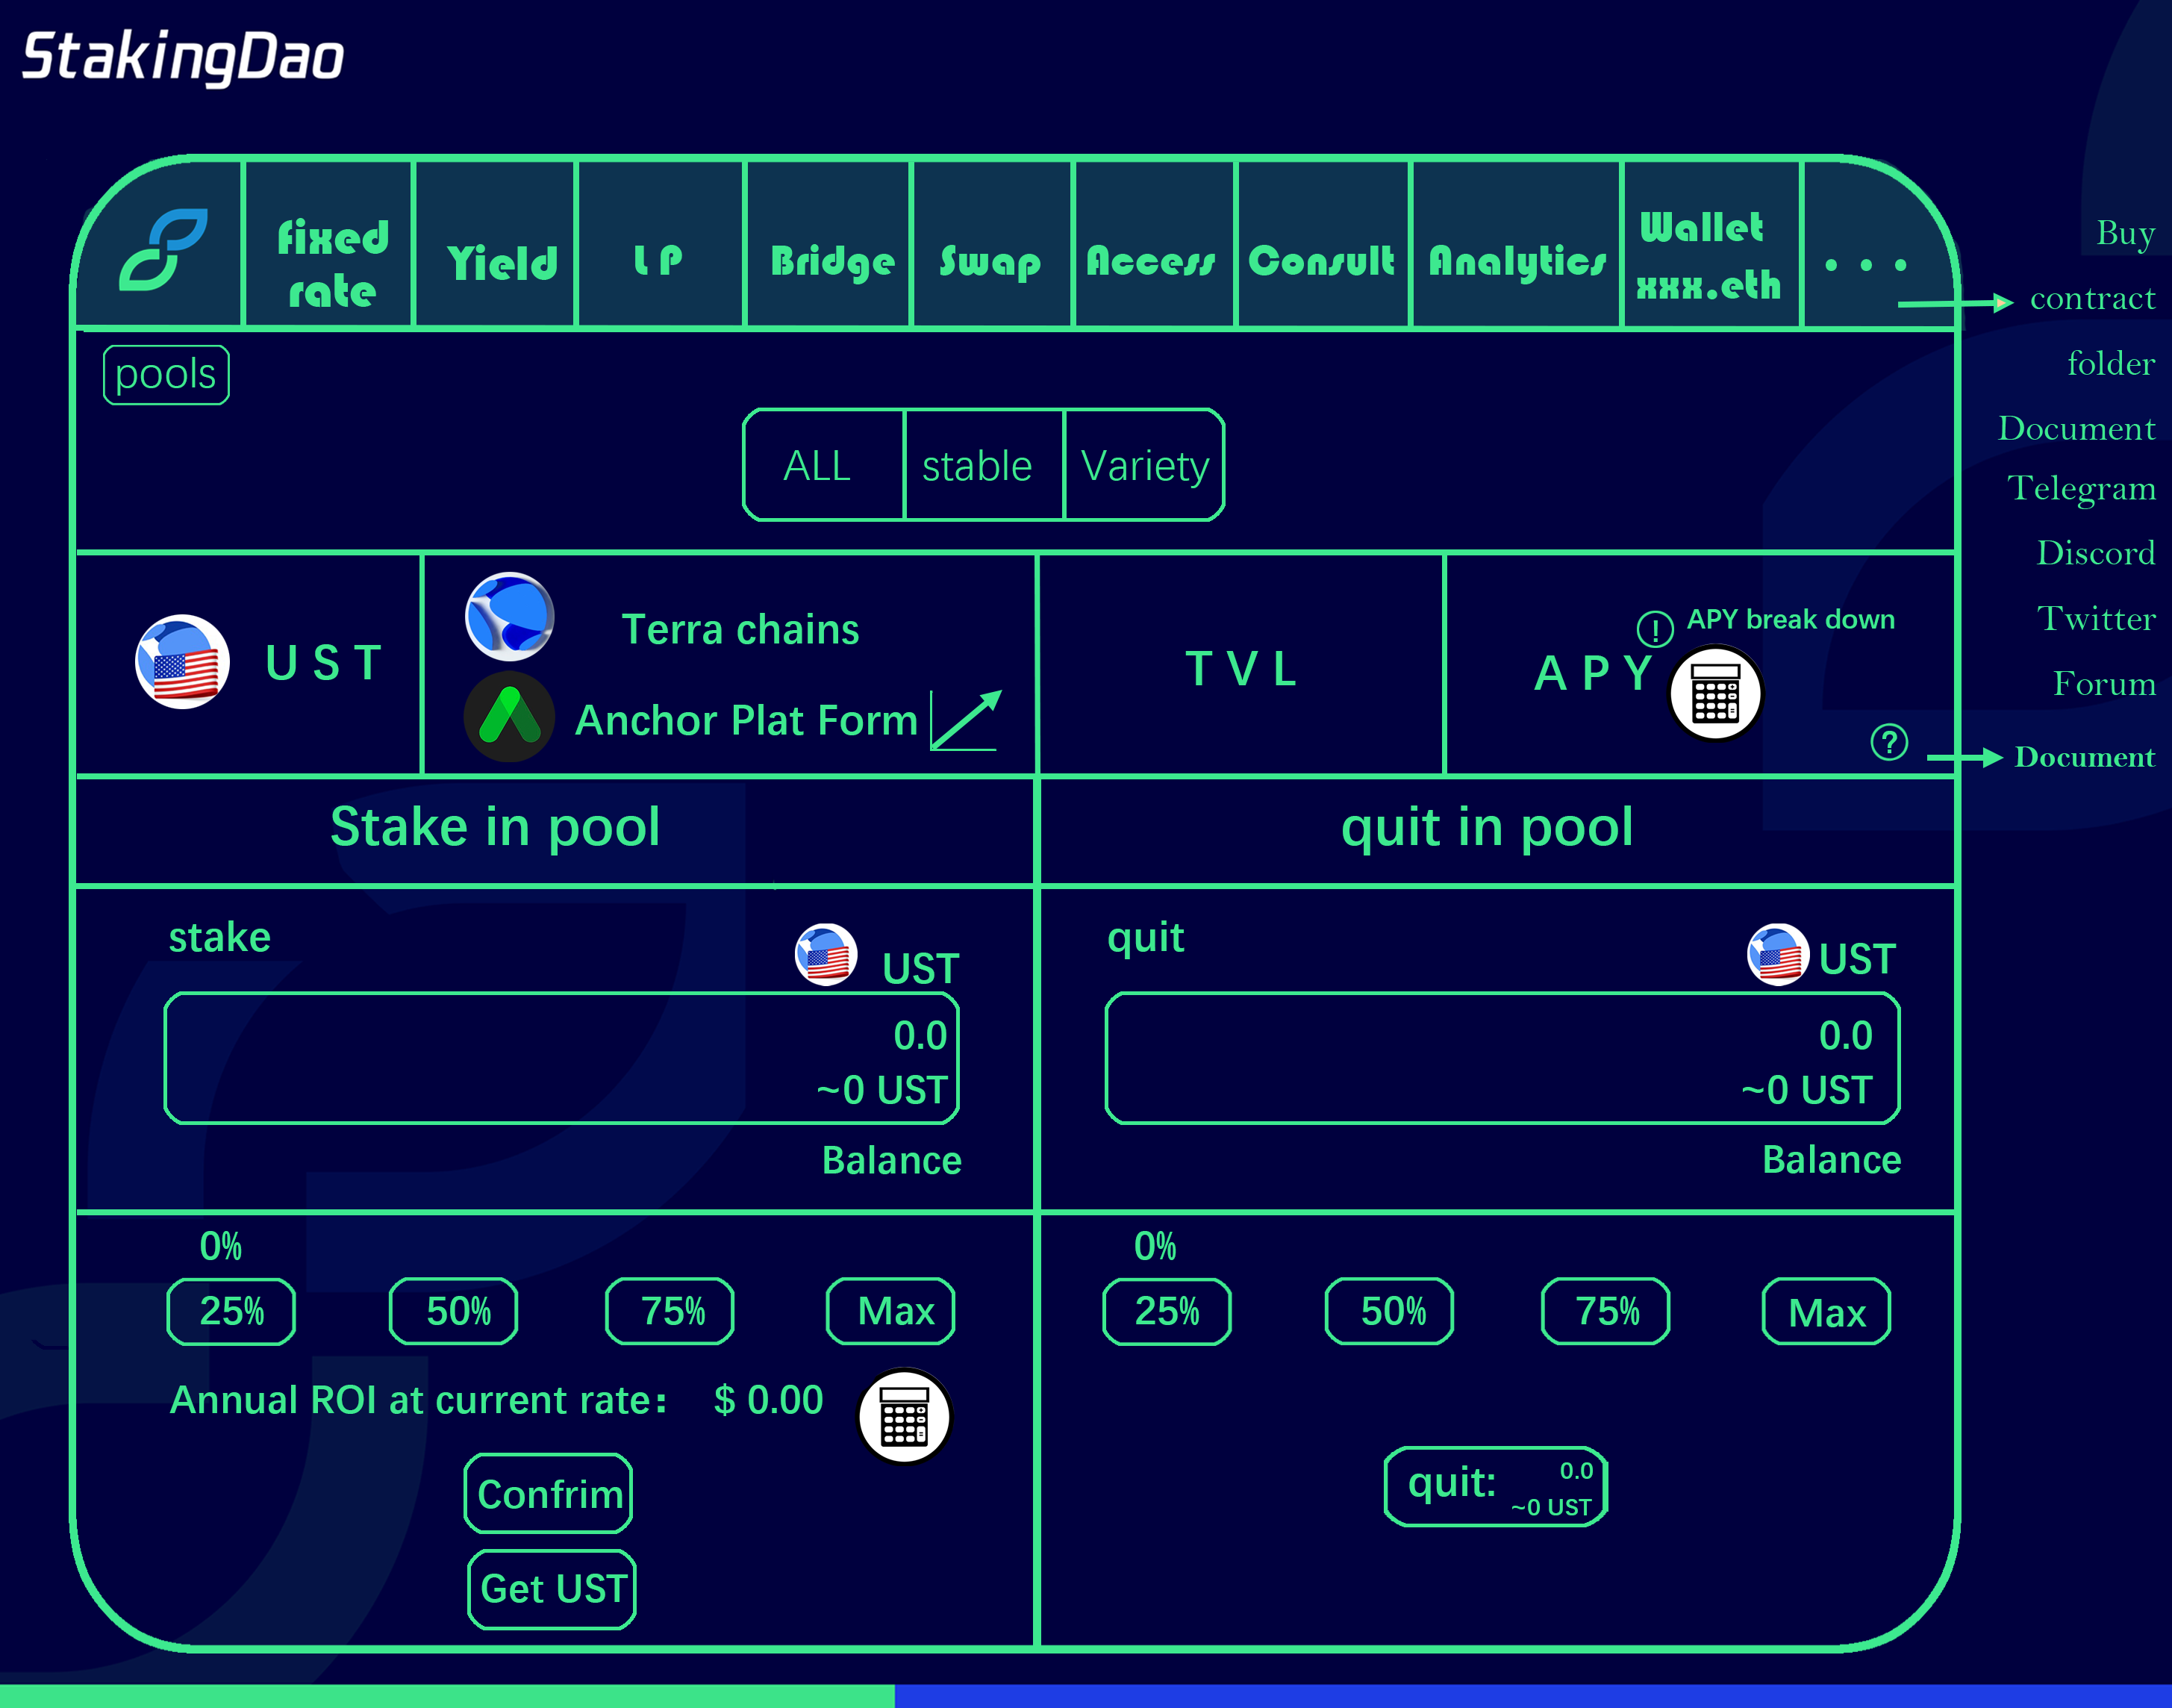 StakingDao
fixed
rate
Yield
L P
Bridge
Swap
Access
Consult
Analytics
Wallet
xxx.eth
...
Buy
contract
folder
Document
Telegram
Discord
Twitter
Forum
Document
pools
ALL
stable
Variety
U S T
Terra chains
Anchor Plat Form
T V L
A P Y
! APY break down
?
Stake in pool
quit in pool
stake
UST
0.0
~0 UST
Balance
quit
UST
0.0
~0 UST
Balance
0%
25% 50% 75% Max
Annual ROI at current rate: $ 0.00
Confrim
Get UST
0%
25% 50% 75% Max
quit: 0.0
~0 UST